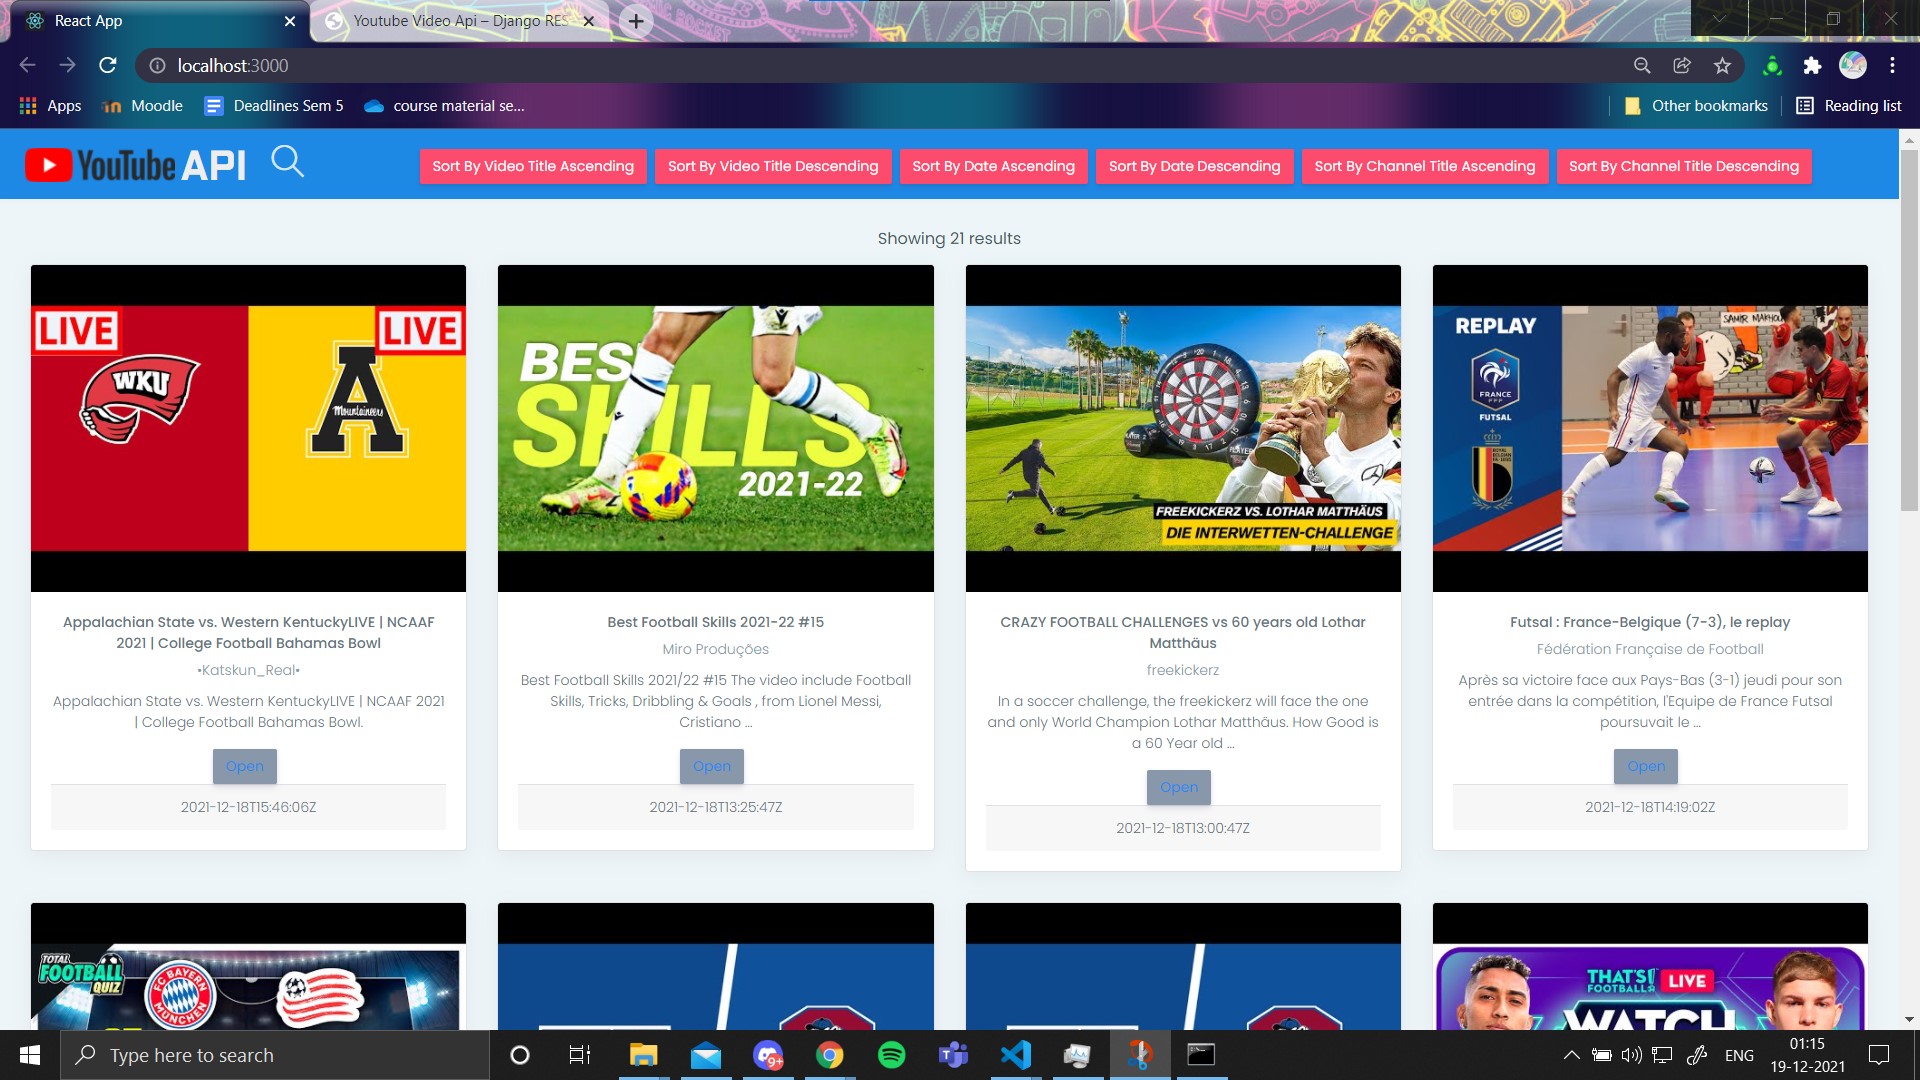 React App
Youtube Video Api – Django RES
localhost:3000
Apps
Moodle
Deadlines Sem 5
course material se...
Other bookmarks
Reading list
YouTube API
Sort By Video Title Ascending
Sort By Video Title Descending
Sort By Date Ascending
Sort By Date Descending
Sort By Channel Title Ascending
Sort By Channel Title Descending
Showing 21 results
LIVE
LIVE
WKU
A
Mountaineers
Appalachian State vs. Western KentuckyLIVE | NCAAF
2021 | College Football Bahamas Bowl
•Katskun_Real•
Appalachian State vs. Western KentuckyLIVE | NCAAF 2021
| College Football Bahamas Bowl.
Open
2021-12-18T15:46:06Z
BES
SKILLS
2021-22
Best Football Skills 2021-22 #15
Miro Produções
Best Football Skills 2021/22 #15 The video include Football
Skills, Tricks, Dribbling & Goals , from Lionel Messi,
Cristiano ...
Open
2021-12-18T13:25:47Z
FREEKICKERZ VS. LOTHAR MATTHÄUS
DIE INTERWETTEN-CHALLENGE
CRAZY FOOTBALL CHALLENGES vs 60 years old Lothar
Matthäus
freekickerz
In a soccer challenge, the freekickerz will face the one
and only World Champion Lothar Matthäus. How Good is
a 60 Year old ...
Open
2021-12-18T13:00:47Z
REPLAY
FRANCE
FFF
FUTSAL
Futsal : France-Belgique (7-3), le replay
Fédération Française de Football
Après sa victoire face aux Pays-Bas (3-1) jeudi pour son
entrée dans la compétition, l'Equipe de France Futsal
poursuvait le ...
Open
2021-12-18T14:19:02Z
TOTAL
FOOTBALL
QUIZ
FC BAYERN
MÜNCHEN
THAT'S
FOOTBALL!
LIVE
WATCH
Type here to search
9+
ENG
01:15
19-12-2021